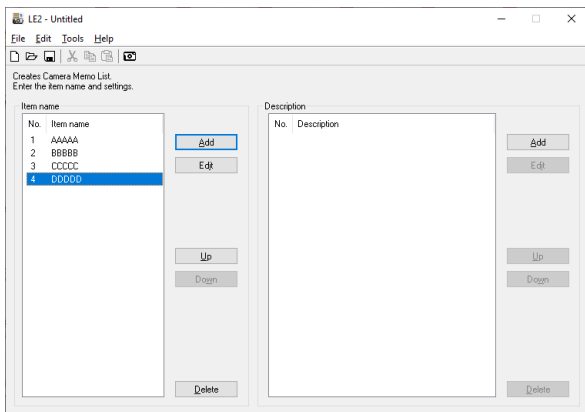 LE2 - Untitled
File Edit Tools Help
Creates Camera Memo List.
Enter the item name and settings.
Item name
No. Item name
1 AAAAA
2 BBBBB
3 CCCCC
4 DDDDD
Add
Edit
Up
Down
Delete
Description
No. Description
Add
Edit
Up
Down
Delete